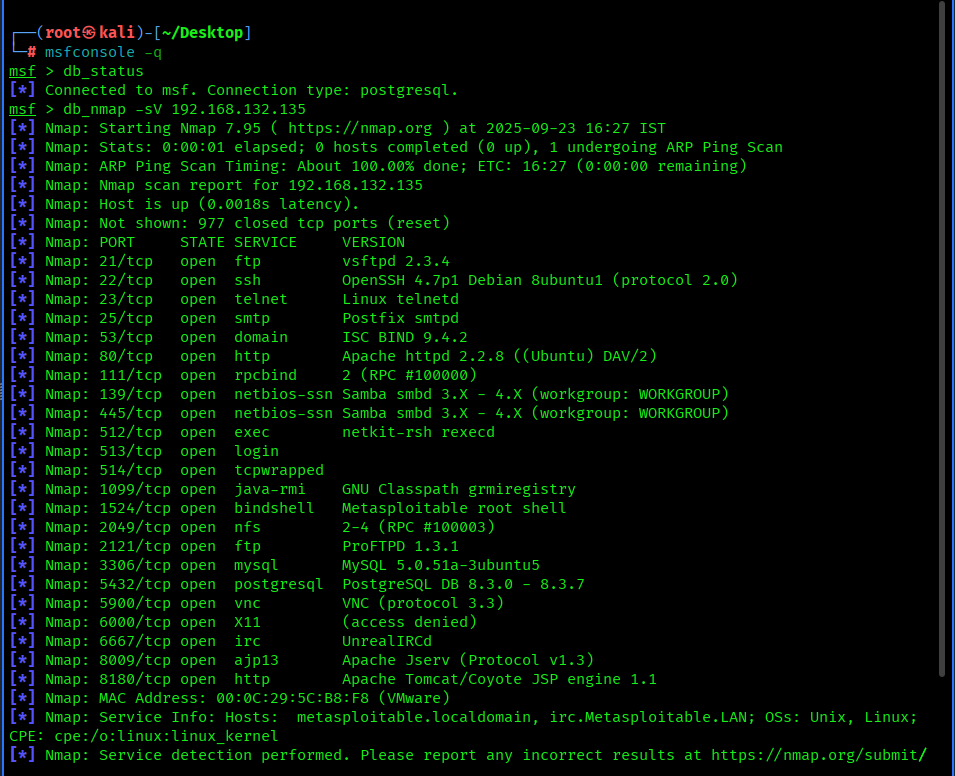 ┌──(root㉿kali)-[~/Desktop]
└─# msfconsole -q
msf > db_status
[*] Connected to msf. Connection type: postgresql.
msf > db_nmap -sV 192.168.132.135
[*] Nmap: Starting Nmap 7.95 ( https://nmap.org ) at 2025-09-23 16:27 IST
[*] Nmap: Stats: 0:00:01 elapsed; 0 hosts completed (0 up), 1 undergoing ARP Ping Scan
[*] Nmap: ARP Ping Scan Timing: About 100.00% done; ETC: 16:27 (0:00:00 remaining)
[*] Nmap: Nmap scan report for 192.168.132.135
[*] Nmap: Host is up (0.0018s latency).
[*] Nmap: Not shown: 977 closed tcp ports (reset)
[*] Nmap: PORT     STATE SERVICE     VERSION
[*] Nmap: 21/tcp   open  ftp         vsftpd 2.3.4
[*] Nmap: 22/tcp   open  ssh         OpenSSH 4.7p1 Debian 8ubuntu1 (protocol 2.0)
[*] Nmap: 23/tcp   open  telnet      Linux telnetd
[*] Nmap: 25/tcp   open  smtp        Postfix smtpd
[*] Nmap: 53/tcp   open  domain      ISC BIND 9.4.2
[*] Nmap: 80/tcp   open  http        Apache httpd 2.2.8 ((Ubuntu) DAV/2)
[*] Nmap: 111/tcp  open  rpcbind     2 (RPC #100000)
[*] Nmap: 139/tcp  open  netbios-ssn Samba smbd 3.X - 4.X (workgroup: WORKGROUP)
[*] Nmap: 445/tcp  open  netbios-ssn Samba smbd 3.X - 4.X (workgroup: WORKGROUP)
[*] Nmap: 512/tcp  open  exec        netkit-rsh rexecd
[*] Nmap: 513/tcp  open  login
[*] Nmap: 514/tcp  open  tcpwrapped
[*] Nmap: 1099/tcp open  java-rmi    GNU Classpath grmiregistry
[*] Nmap: 1524/tcp open  bindshell   Metasploitable root shell
[*] Nmap: 2049/tcp open  nfs         2-4 (RPC #100003)
[*] Nmap: 2121/tcp open  ftp         ProFTPD 1.3.1
[*] Nmap: 3306/tcp open  mysql       MySQL 5.0.51a-3ubuntu5
[*] Nmap: 5432/tcp open  postgresql  PostgreSQL DB 8.3.0 - 8.3.7
[*] Nmap: 5900/tcp open  vnc         VNC (protocol 3.3)
[*] Nmap: 6000/tcp open  X11         (access denied)
[*] Nmap: 6667/tcp open  irc         UnrealIRCd
[*] Nmap: 8009/tcp open  ajp13       Apache Jserv (Protocol v1.3)
[*] Nmap: 8180/tcp open  http        Apache Tomcat/Coyote JSP engine 1.1
[*] Nmap: MAC Address: 00:0C:29:5C:B8:F8 (VMware)
[*] Nmap: Service Info: Hosts:  metasploitable.localdomain, irc.Metasploitable.LAN; OSs: Unix, Linux;
CPE: cpe:/o:linux:linux_kernel
[*] Nmap: Service detection performed. Please report any incorrect results at https://nmap.org/submit/